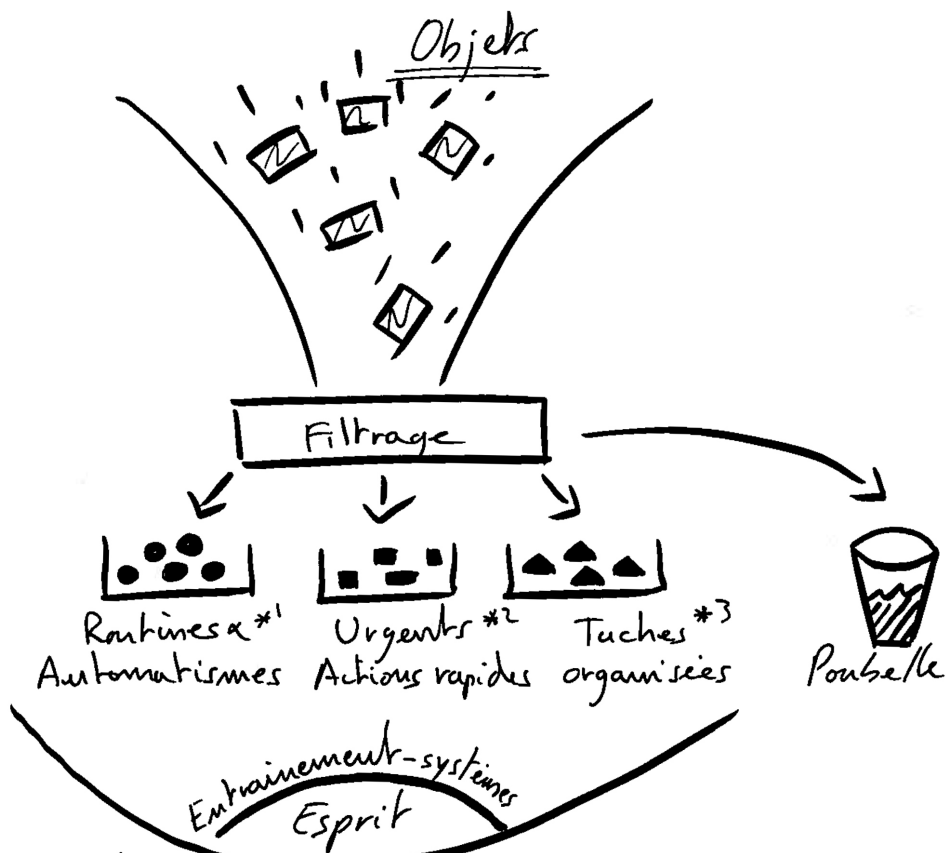 Objets
Filtrage
Routines & *1
Automatismes
Urgents *2
Actions rapides
Taches *3
organisées
Poubelle
Entrainement-systèmes
Esprit